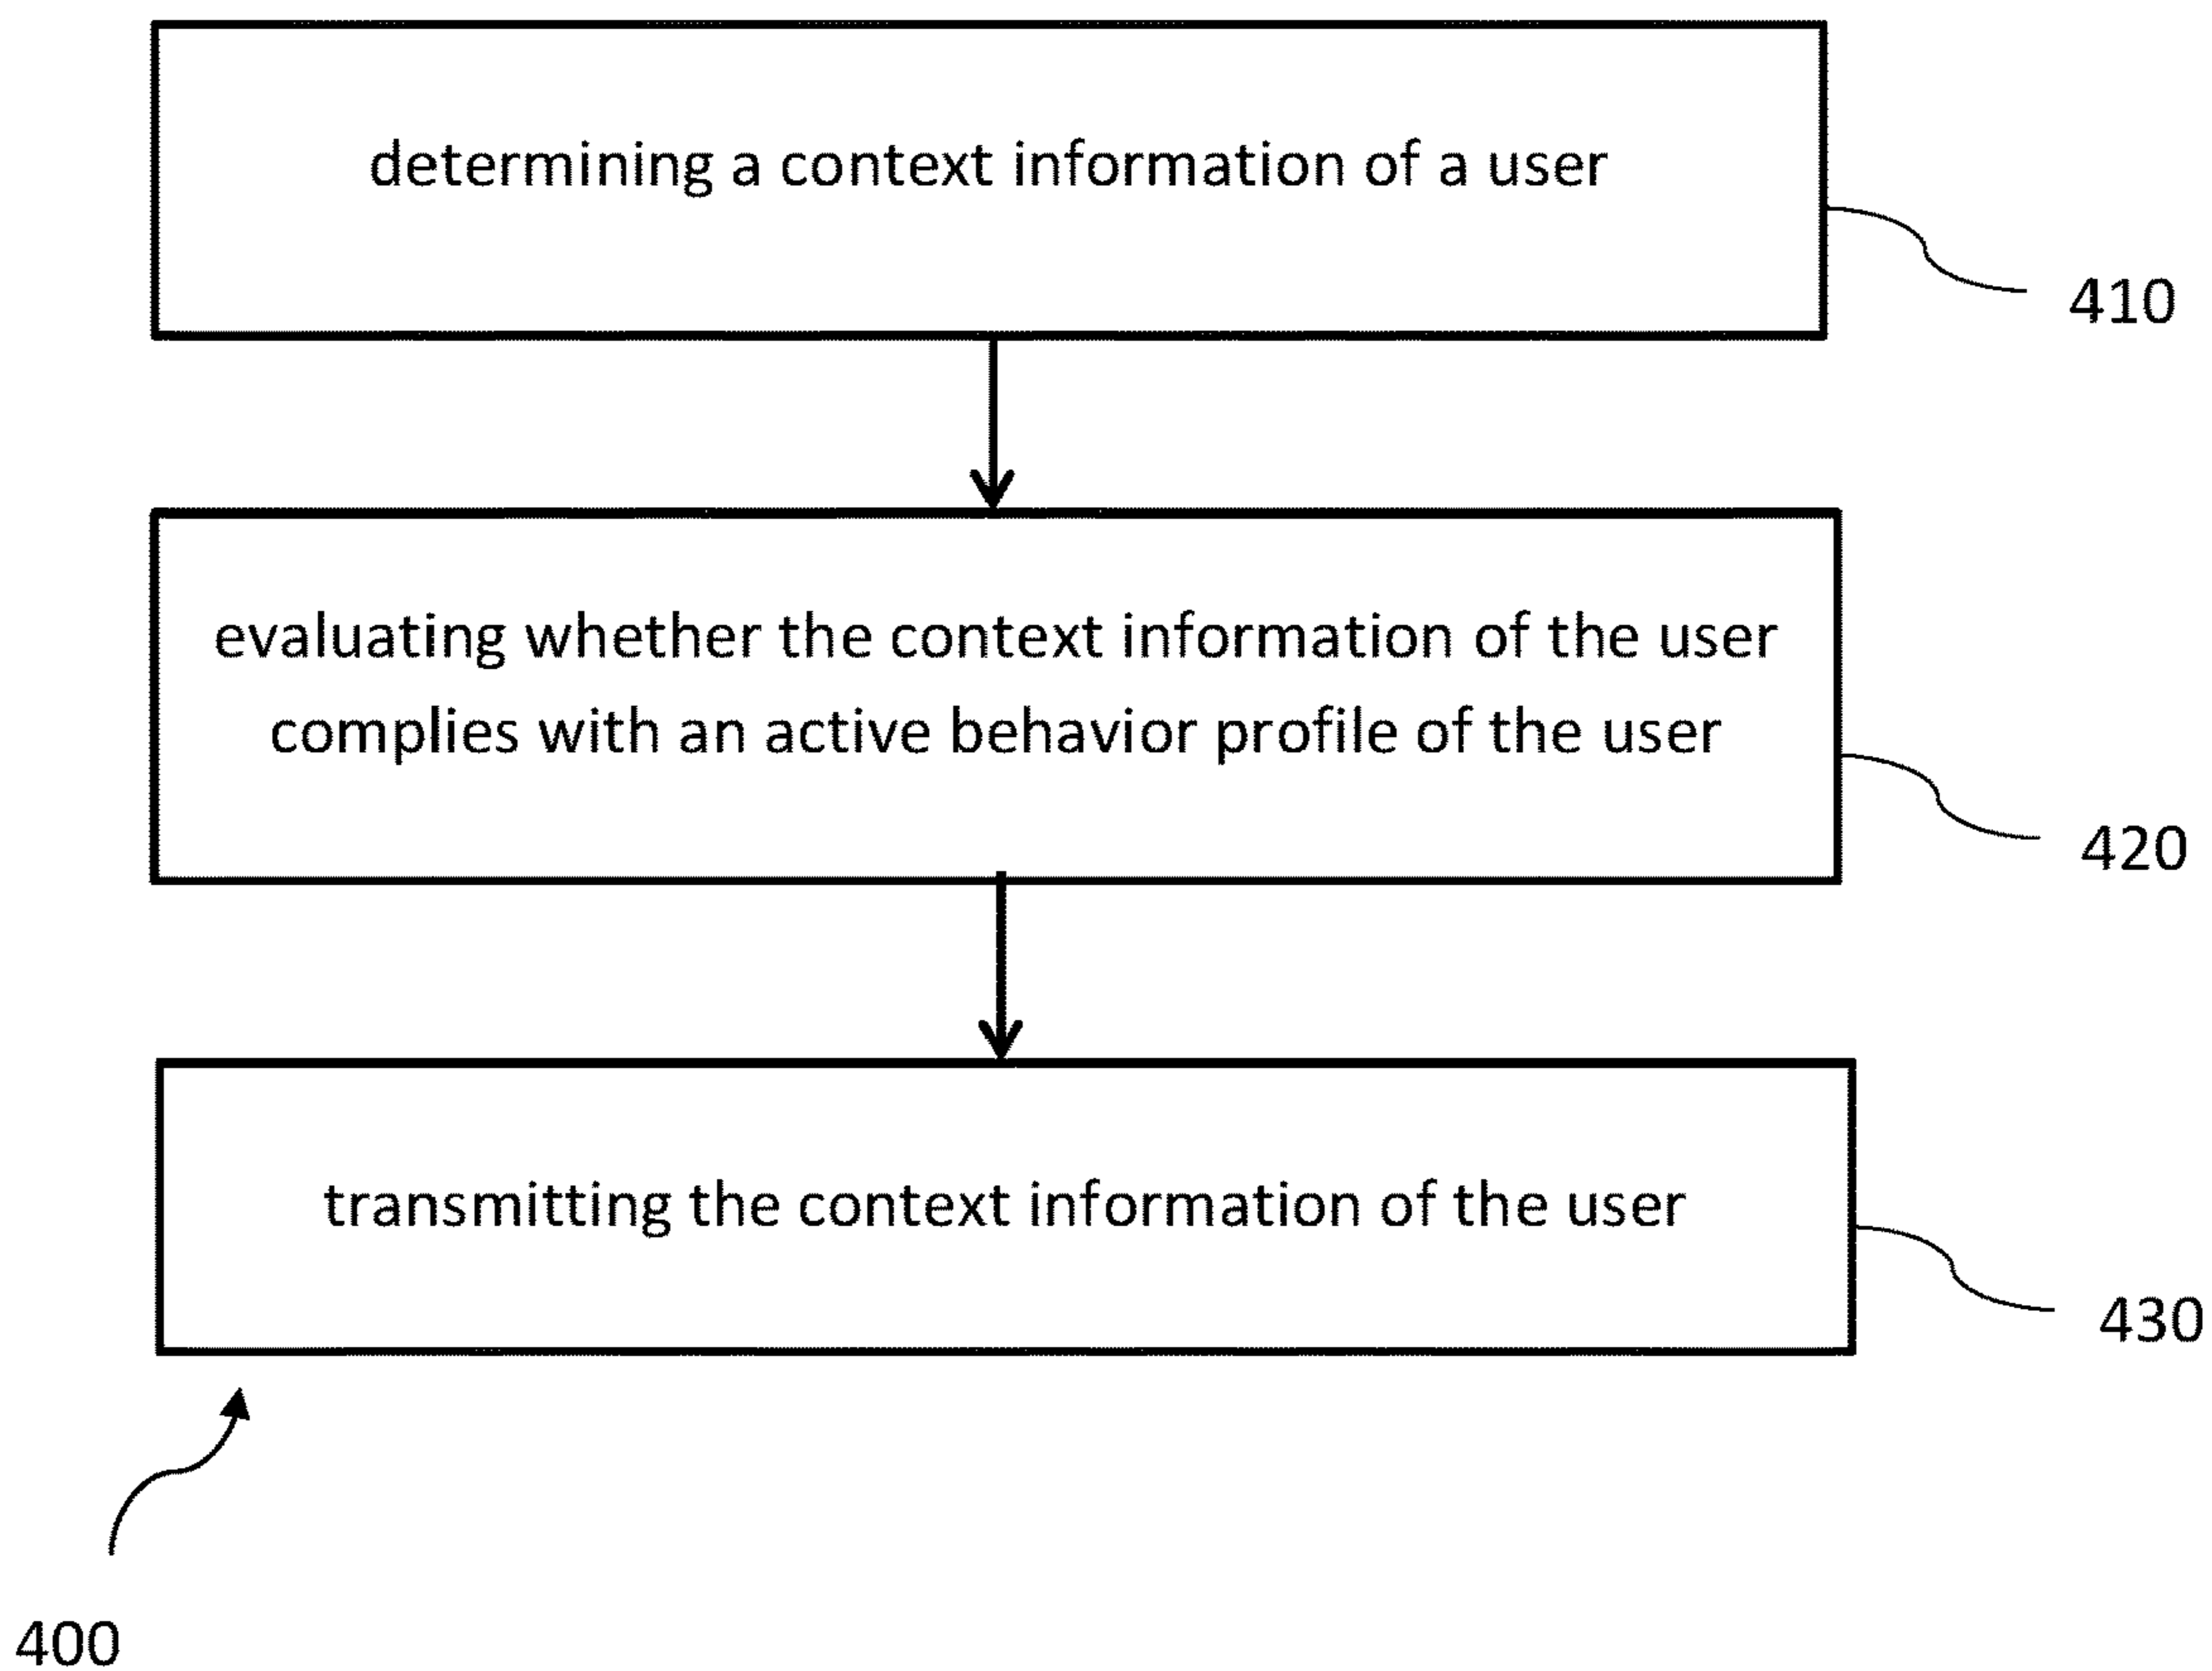 determining a context information of a user
410
evaluating whether the context information of the user
complies with an active behavior profile of the user
420
transmitting the context information of the user
430
400